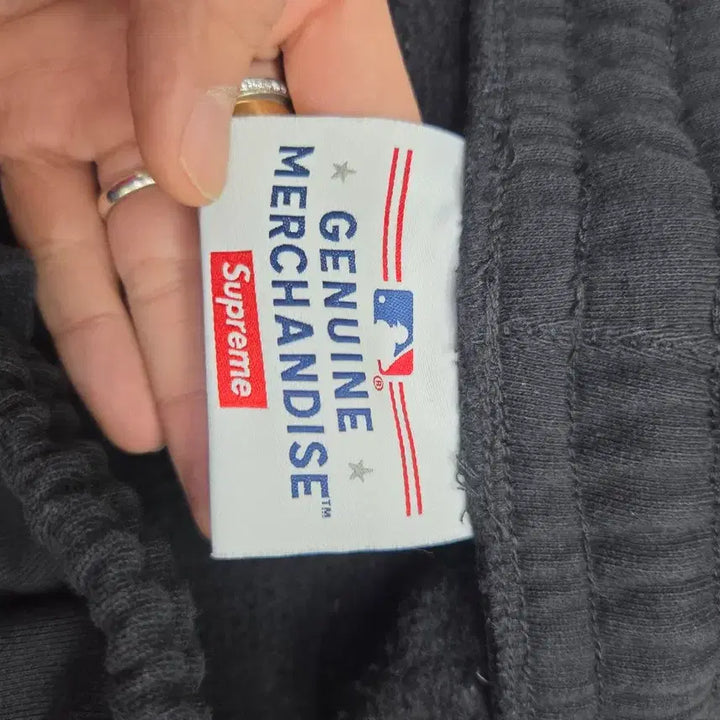 ®
GENUINE
MERCHANDISE™
Supreme